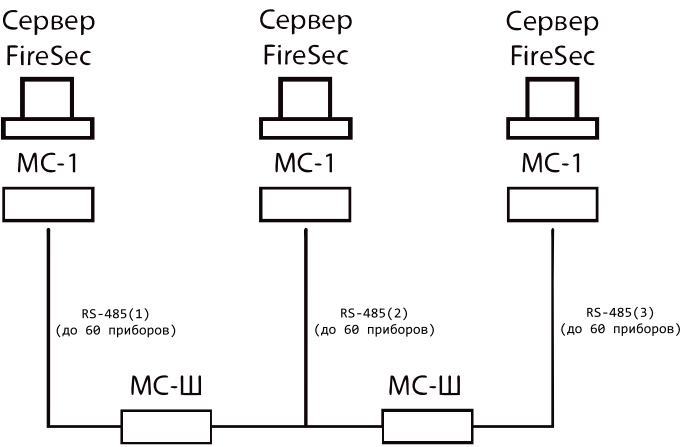 Сервер
FireSec
Сервер
FireSec
Сервер
FireSec
МС-1
МС-1
МС-1
RS-485(1)
(до 60 приборов)
RS-485(2)
(до 60 приборов)
RS-485(3)
(до 60 приборов)
МС-Ш
МС-Ш